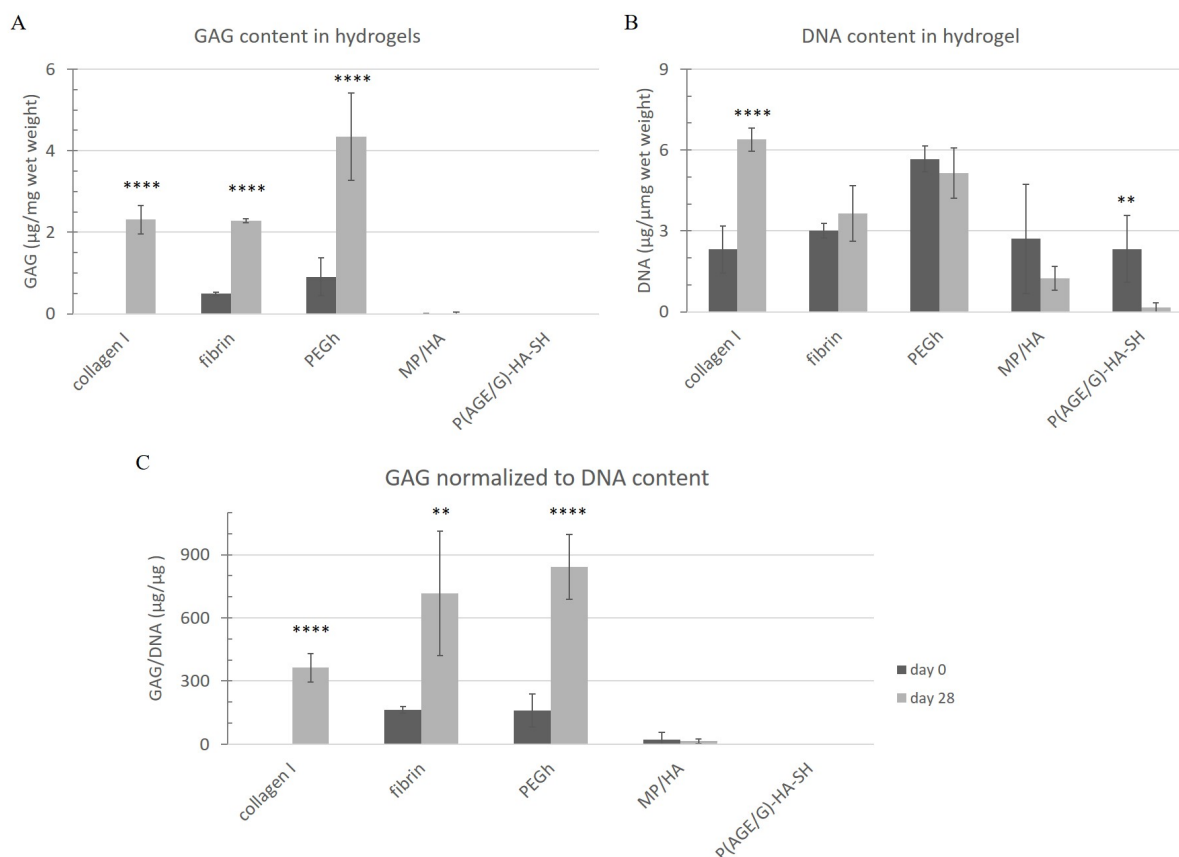 A
GAG content in hydrogels
GAG (µg/mg wet weight)
6
4
2
0
****
****
****
collagen I
fibrin
PEGh
MP/HA
P(AGE/G)-HA-SH
B
DNA content in hydrogel
DNA (µg/µmg wet weight)
9
6
3
0
****
**
collagen I
fibrin
PEGh
MP/HA
P(AGE/G)-HA-SH
C
GAG normalized to DNA content
GAG/DNA (µg/µg )
900
600
300
0
****
**
****
collagen I
fibrin
PEGh
MP/HA
P(AGE/G)-HA-SH
day 0
day 28